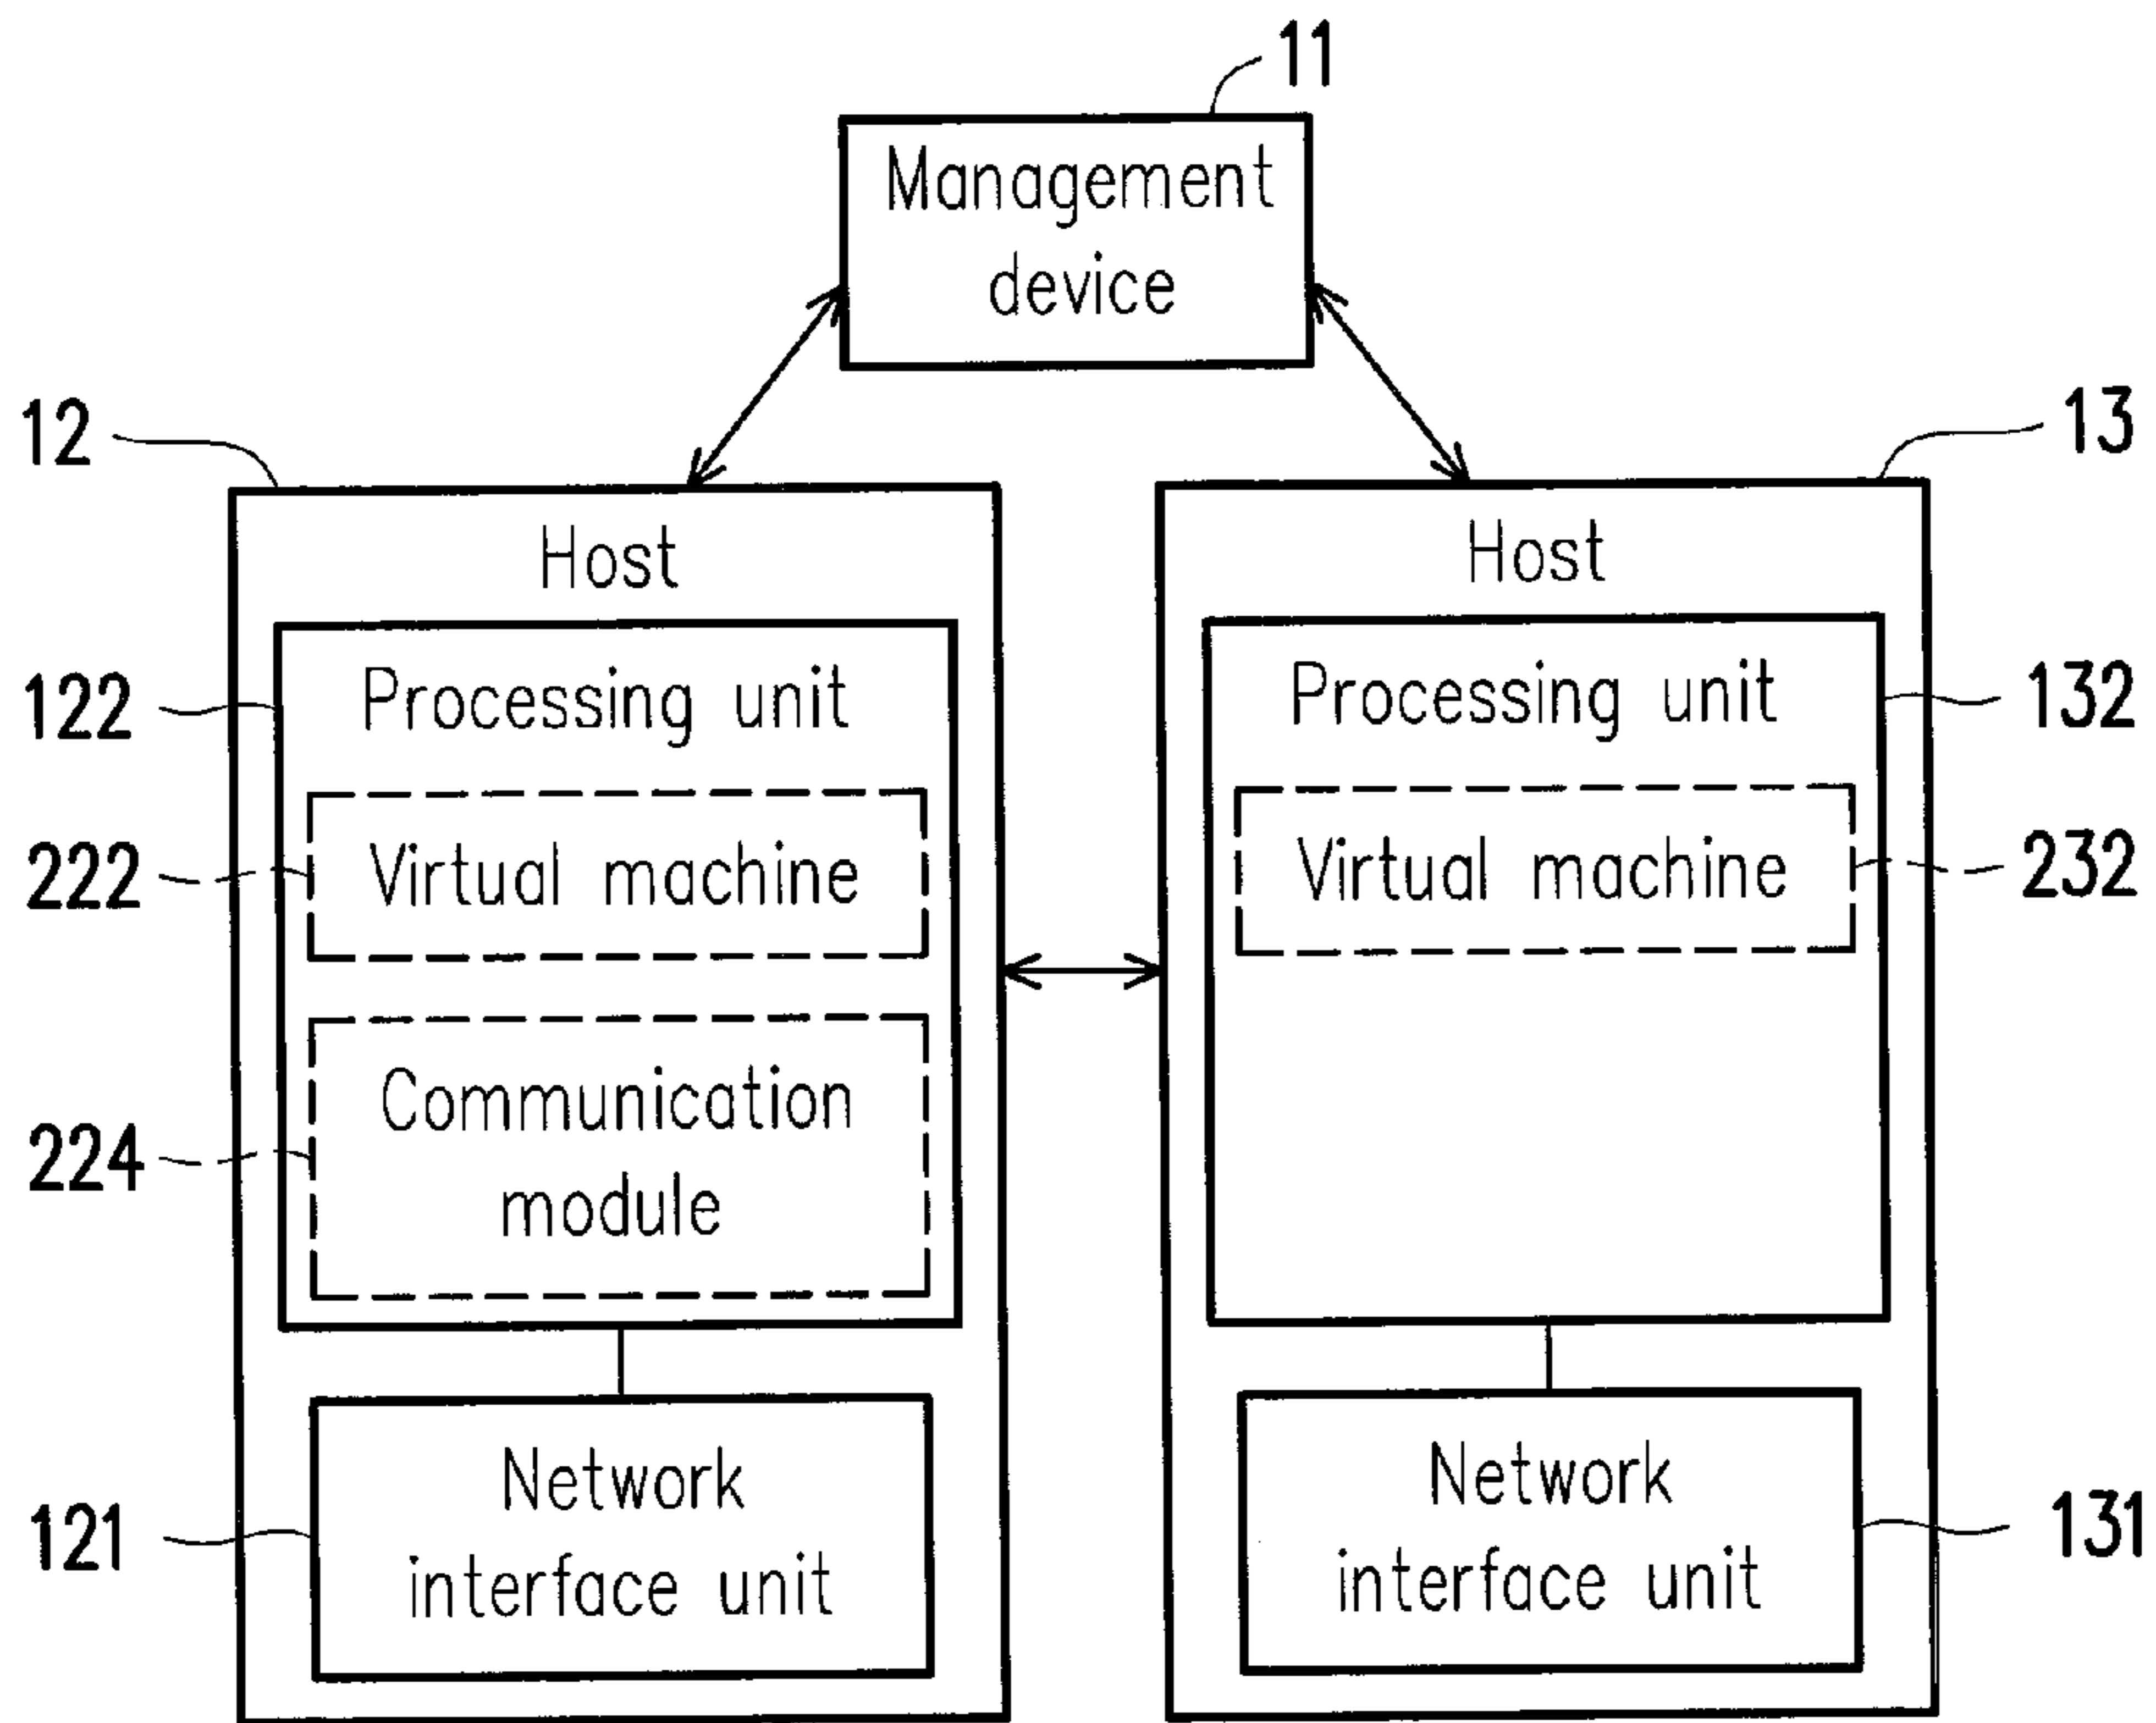 11
Management
device
12
13
Host
Host
122
Processing unit
Processing unit
132
222
Virtual machine
Virtual machine
232
224
Communication
module
121
Network
interface unit
Network
interface unit
131